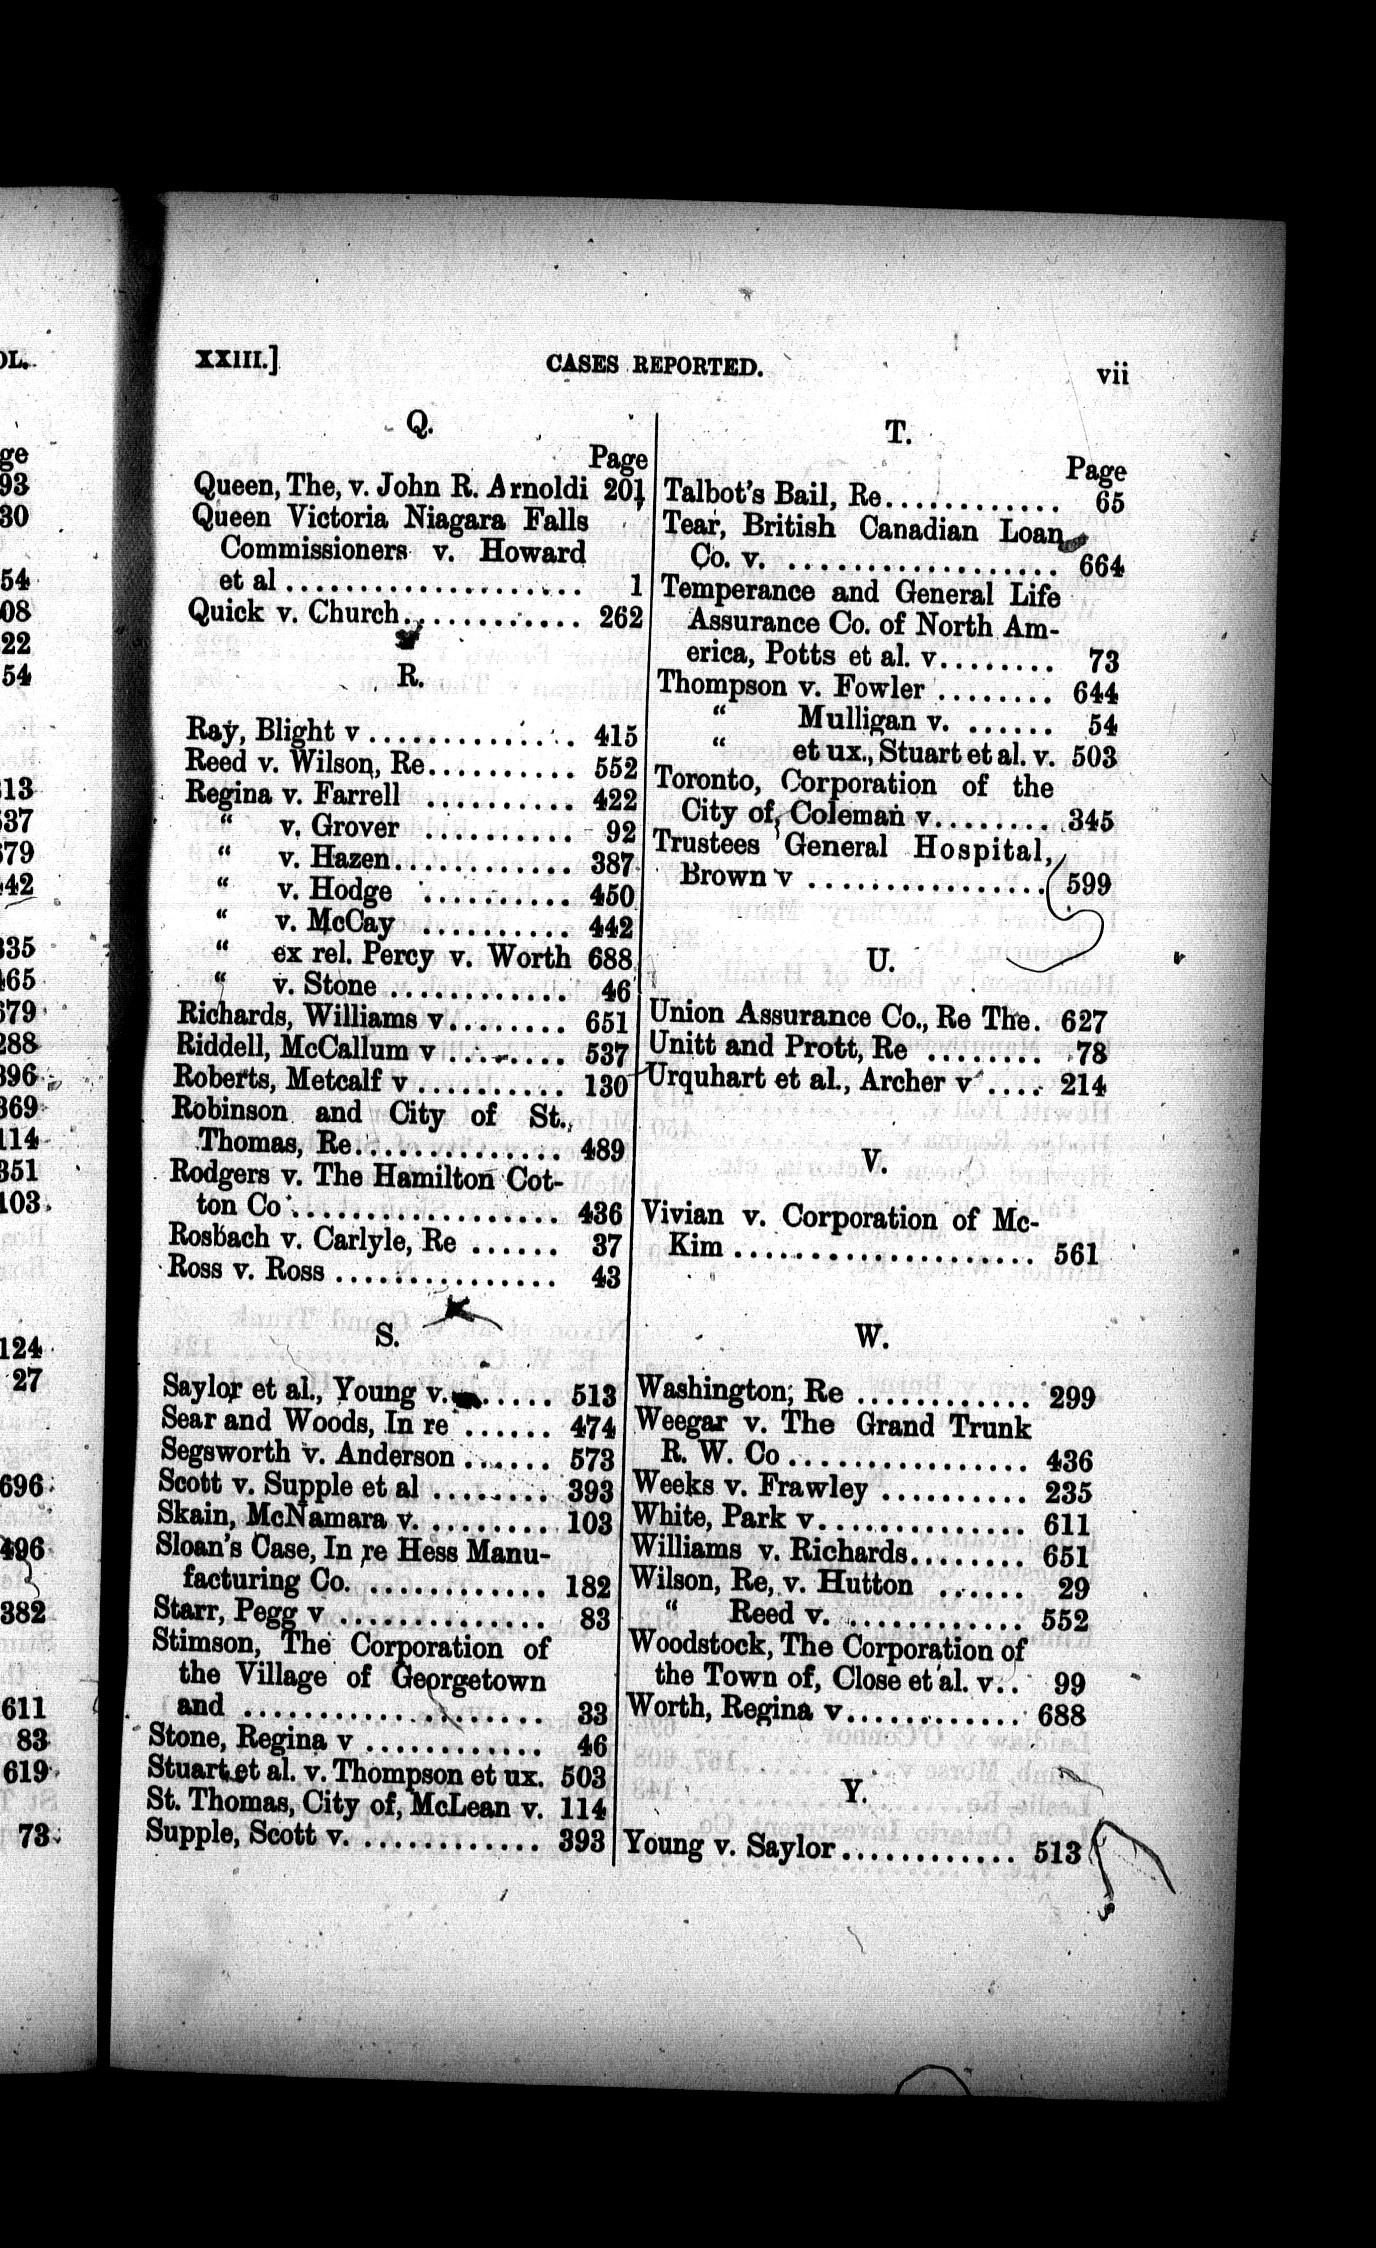 XXIII.] CASES REPORTED. vii
Q.
Page
Queen, The, v. John R. Arnoldi 201
Queen Victoria Niagara Falls
Commissioners v. Howard
et al ................... 1
Quick v. Church............ 262
R.
Ray, Blight v .............. 415
Reed v. Wilson, Re.......... 552
Regina v. Farrell .......... 422
" v. Grover .......... 92
" v. Hazen............ 387
" v. Hodge .......... 450
" v. McCay .......... 442
" ex rel. Percy v. Worth 688
" v. Stone ............ 46
Richards, Williams v........ 651
Riddell, McCallum v ........ 537
Roberts, Metcalf v .......... 130
Robinson and City of St.
Thomas, Re.............. 489
Rodgers v. The Hamilton Cot-
ton Co .................. 436
Rosbach v. Carlyle, Re ...... 37
Ross v. Ross ............... 43
S.
Saylor et al., Young v....... 513
Sear and Woods, In re ...... 474
Segsworth v. Anderson ...... 573
Scott v. Supple et al ........ 393
Skain, McNamara v.......... 103
Sloan's Case, In re Hess Manu-
facturing Co. ............ 182
Starr, Pegg v .............. 83
Stimson, The Corporation of
the Village of Georgetown
and .................... 33
Stone, Regina v ............ 46
Stuart et al. v. Thompson et ux. 503
St. Thomas, City of, McLean v. 114
Supple, Scott v. ............ 393
T.
Page
Talbot's Bail, Re............ 65
Tear, British Canadian Loan
Co. v. .................. 664
Temperance and General Life
Assurance Co. of North Am-
erica, Potts et al. v........ 73
Thompson v. Fowler ........ 644
" Mulligan v. ...... 54
" et ux., Stuart et al. v. 503
Toronto, Corporation of the
City of, Coleman v........ 345
Trustees General Hospital,
Brown v ................ 599
U.
Union Assurance Co., Re The. 627
Unitt and Prott, Re ........ 78
Urquhart et al., Archer v .... 214
V.
Vivian v. Corporation of Mc-
Kim .................... 561
W.
Washington, Re ............ 299
Weegar v. The Grand Trunk
R. W. Co ................ 436
Weeks v. Frawley .......... 235
White, Park v.............. 611
Williams v. Richards........ 651
Wilson, Re, v. Hutton ...... 29
" Reed v. ............ 552
Woodstock, The Corporation of
the Town of, Close et al. v.. 99
Worth, Regina v............ 688
Y.
Young v. Saylor............ 513